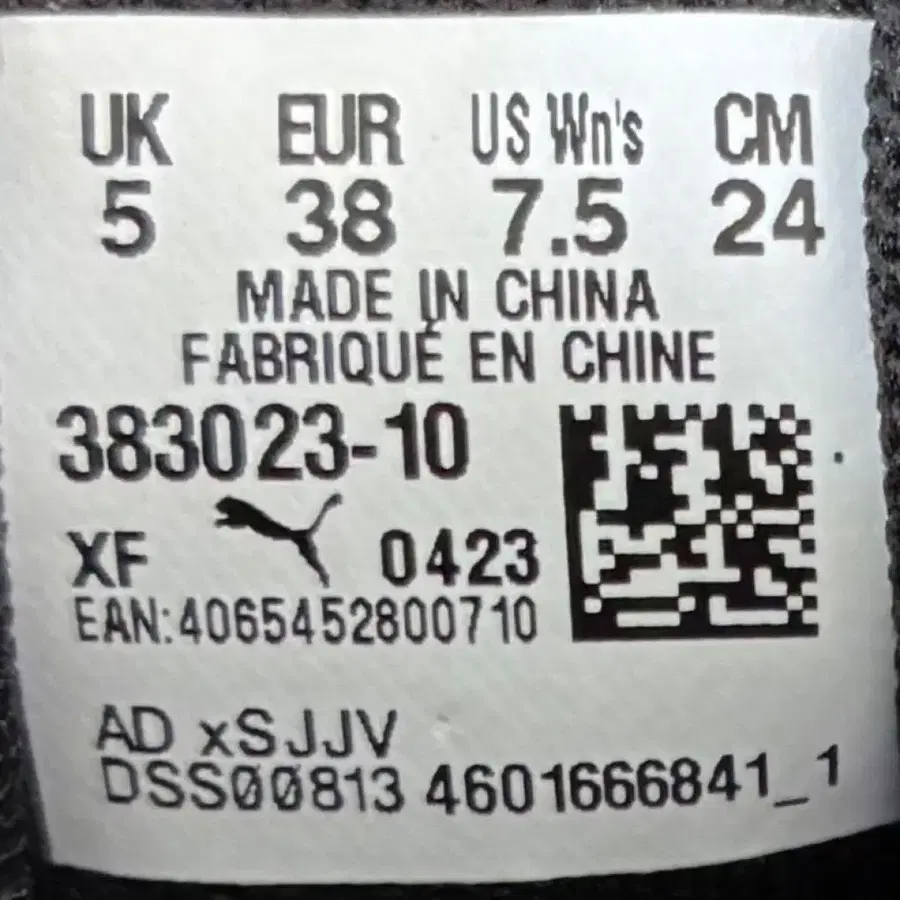 UK EUR US Wn's CM
5 38 7.5 24
MADE IN CHINA
FABRIQUÉ EN CHINE
383023-10
XF 0423
EAN:4065452800710
AD xSJJV
DSS00813 4601666841_1